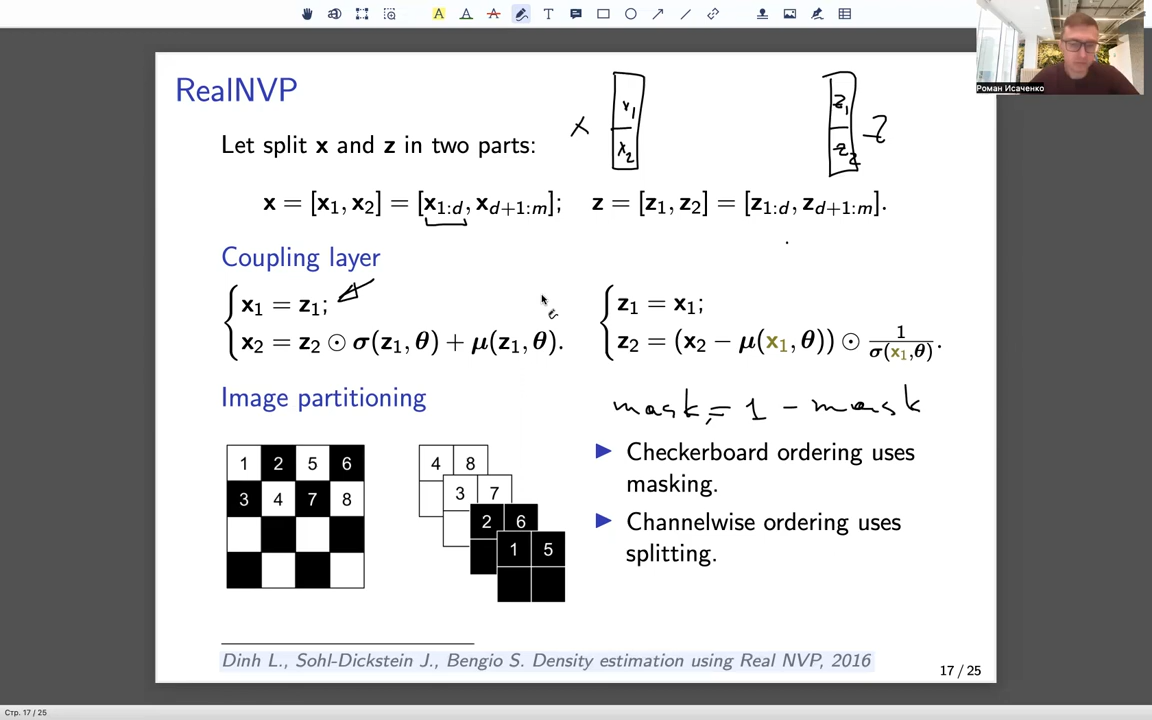 Роман Исаченко
RealNVP
Let split x and z in two parts:
x x₁ x₂ z₁ z₂ z
x = [x₁, x₂] = [x₁:d, x_{d+1:m}]; z = [z₁, z₂] = [z₁:d, z_{d+1:m}].
Coupling layer
x₁ = z₁;
x₂ = z₂ ⊙ σ(z₁, θ) + μ(z₁, θ).
z₁ = x₁;
z₂ = (x₂ − μ(x₁, θ)) ⊙ 1/σ(x₁,θ).
Image partitioning
mask = 1 - mask
1 2 5 6
3 4 7 8
4 8
3 7
2 6
1 5
▶ Checkerboard ordering uses
masking.
▶ Channelwise ordering uses
splitting.
Dinh L., Sohl-Dickstein J., Bengio S. Density estimation using Real NVP, 2016
17 / 25
Стр. 17 / 25